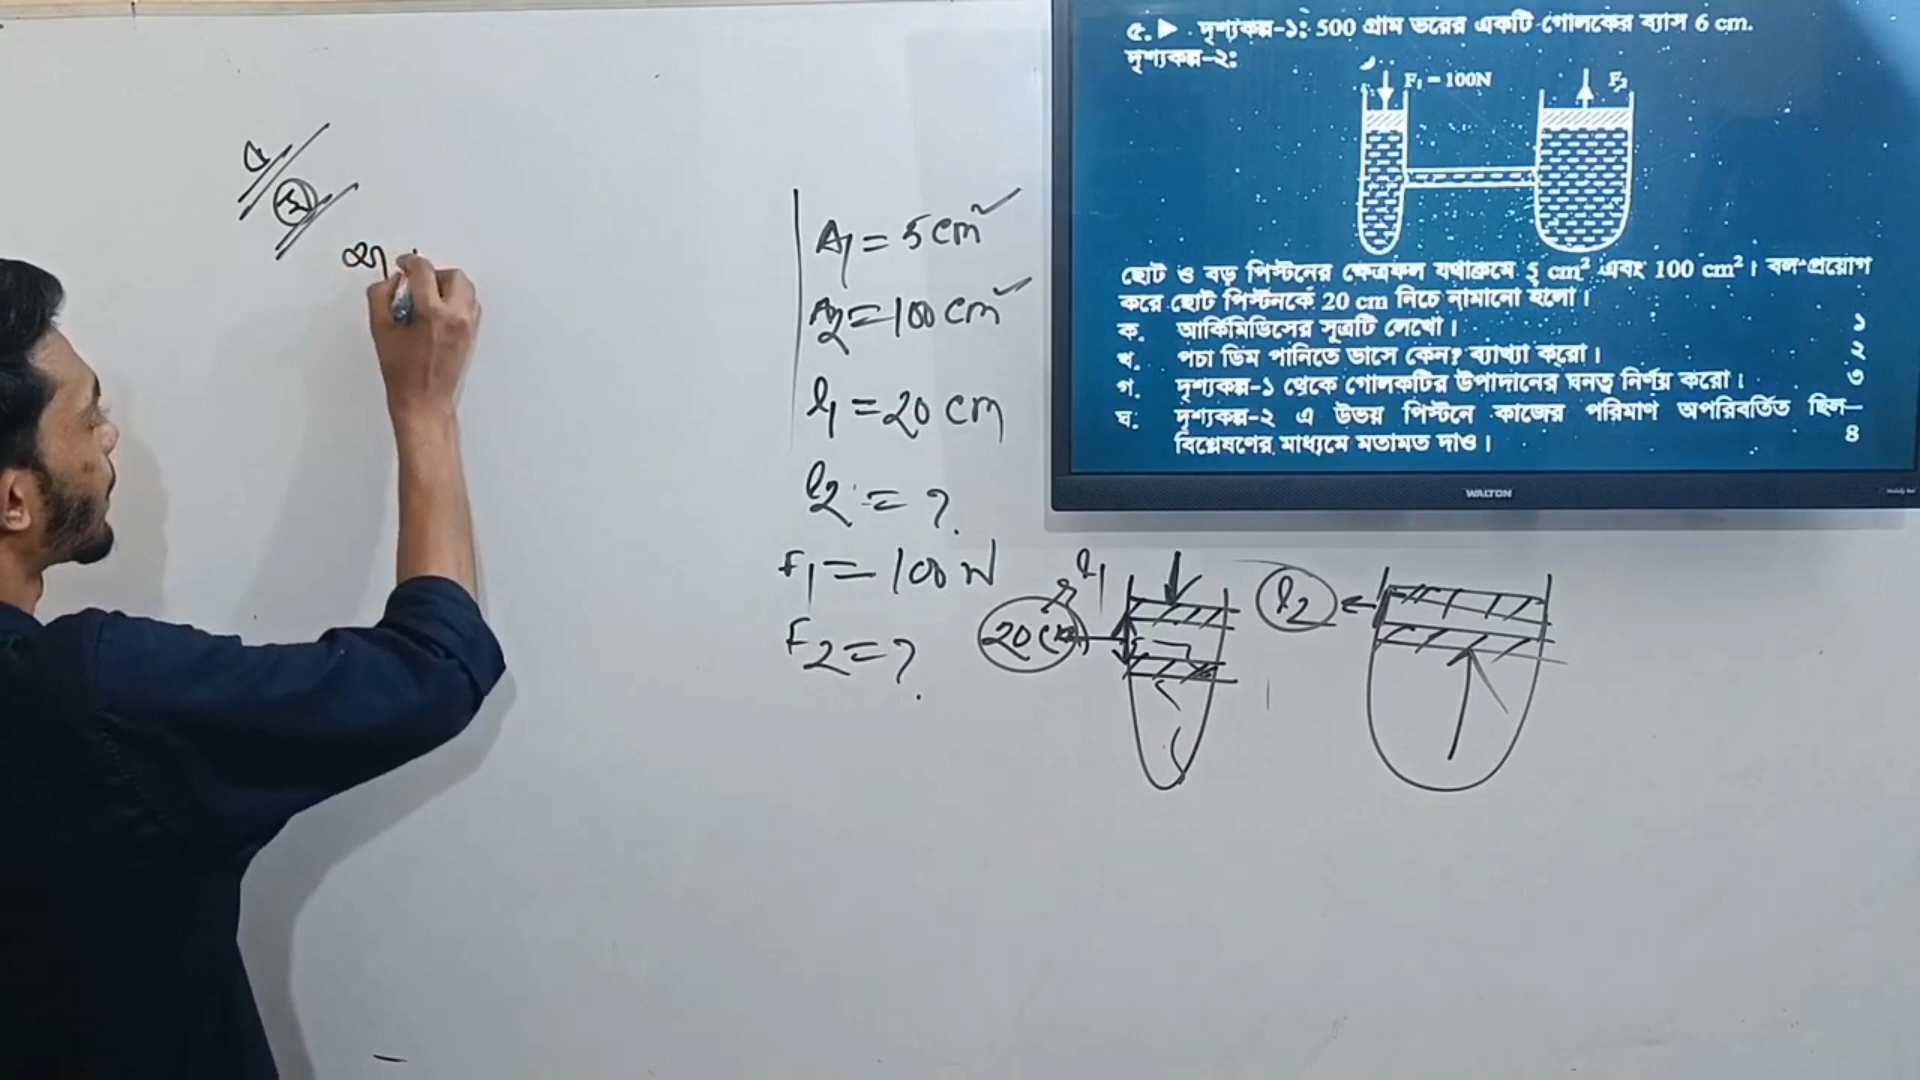 ৫. ▶ দৃশ্যকল্প-১: 500 গ্রাম ভরের একটি গোলকের ব্যাস 6 cm.
দৃশ্যকল্প-২:
F₁ = 100N
F₂
ছোট ও বড় পিস্টনের ক্ষেত্রফল যথাক্রমে 5 cm² এবং 100 cm²। বল প্রয়োগ
করে ছোট পিস্টনকে 20 cm নিচে নামানো হলো।
ক. আর্কিমিডিসের সূত্রটি লেখো। ১
খ. পচা ডিম পানিতে ভাসে কেন? ব্যাখ্যা করো। ২
গ. দৃশ্যকল্প-১ থেকে গোলকটির উপাদানের ঘনত্ব নির্ণয় করো। ৩
ঘ. দৃশ্যকল্প-২ এ উভয় পিস্টনে কাজের পরিমাণ অপরিবর্তিত ছিল—
বিশ্লেষণের মাধ্যমে মতামত দাও। 8
WALTON
৫
ঘ
A₁ = 5 cm²
A₂ = 100 cm²
l₁ = 20 cm
l₂ = ?
F₁ = 100 N
F₂ = ?
l₁
20 cm
l₂